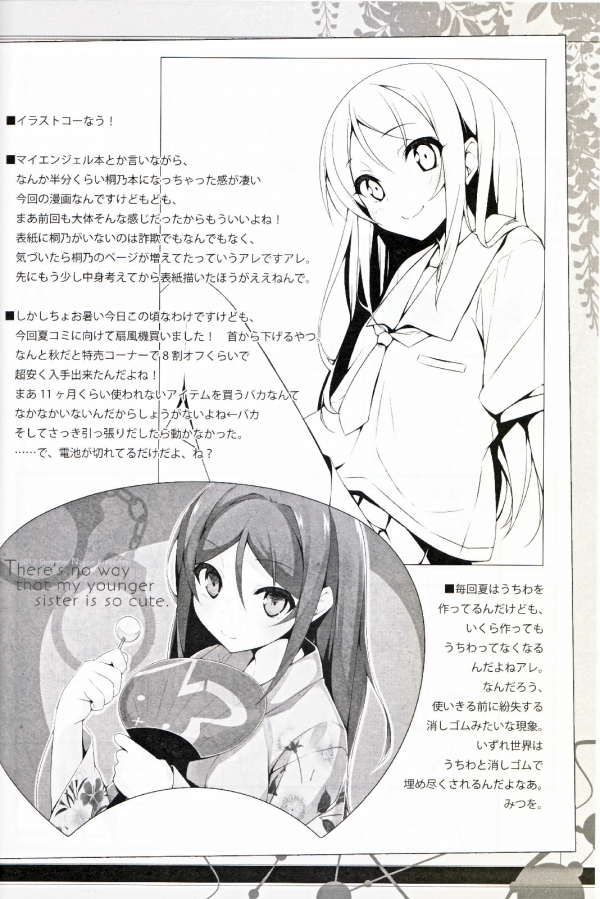 ■イラストコーなう！
■マイエンジェル本とか言いながら、
なんか半分くらい桐乃本になっちゃった感が凄い
今回の漫画なんですけどもども、
まあ前回も大体そんな感じだったからもういいよね！
表紙に桐乃がいないのは詐欺でもなんでもなく、
気づいたら桐乃のページが増えてたっていうアレですアレ。
先にもう少し中身考えてから表紙描いたほうがええねんで。
■しかしちょお暑い今日この頃なわけですども、
今回夏コミに向けて扇風機買いました！　首から下げるやつ。
なんと秋だと特売コーナーで８割オフくらいで
超安く入手出来たんだよね！
まあ 11 ヶ月くらい使われないアイテムを買うバカなんて
なかなかいないんだからしょうがないよね←バカ
そしてさっき引っ張りだしたら動かなかった。
……で、電池が切れてるだけだよ、ね？
There's no way
that my younger
sister is so cute.
■毎回夏はうちわを
作ってるんだけども、
いくら作っても
うちわってなくなる
んだよねアレ。
なんだろう、
使いきる前に紛失する
消しゴムみたいな現象。
いずれ世界は
うちわと消しゴムで
埋め尽くされるんだよなあ。
みつを。